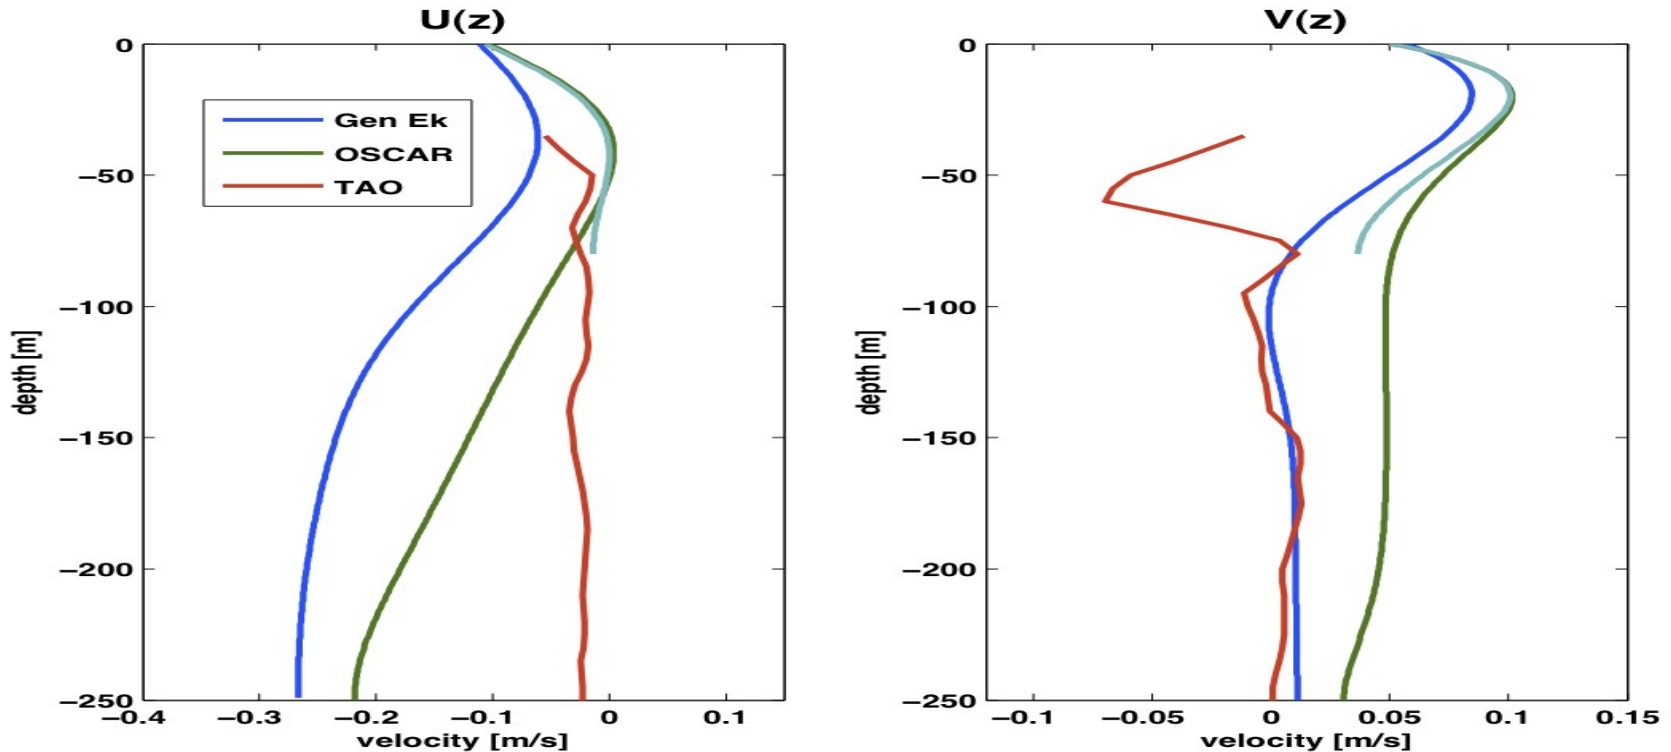 U(z)
0
−50
−100
−150
−200
−250
depth [m]
Gen Ek
OSCAR
TAO
−0.4 −0.3 −0.2 −0.1 0 0.1
velocity [m/s]
V(z)
0
−50
−100
−150
−200
−250
depth [m]
−0.1 −0.05 0 0.05 0.1 0.15
velocity [m/s]